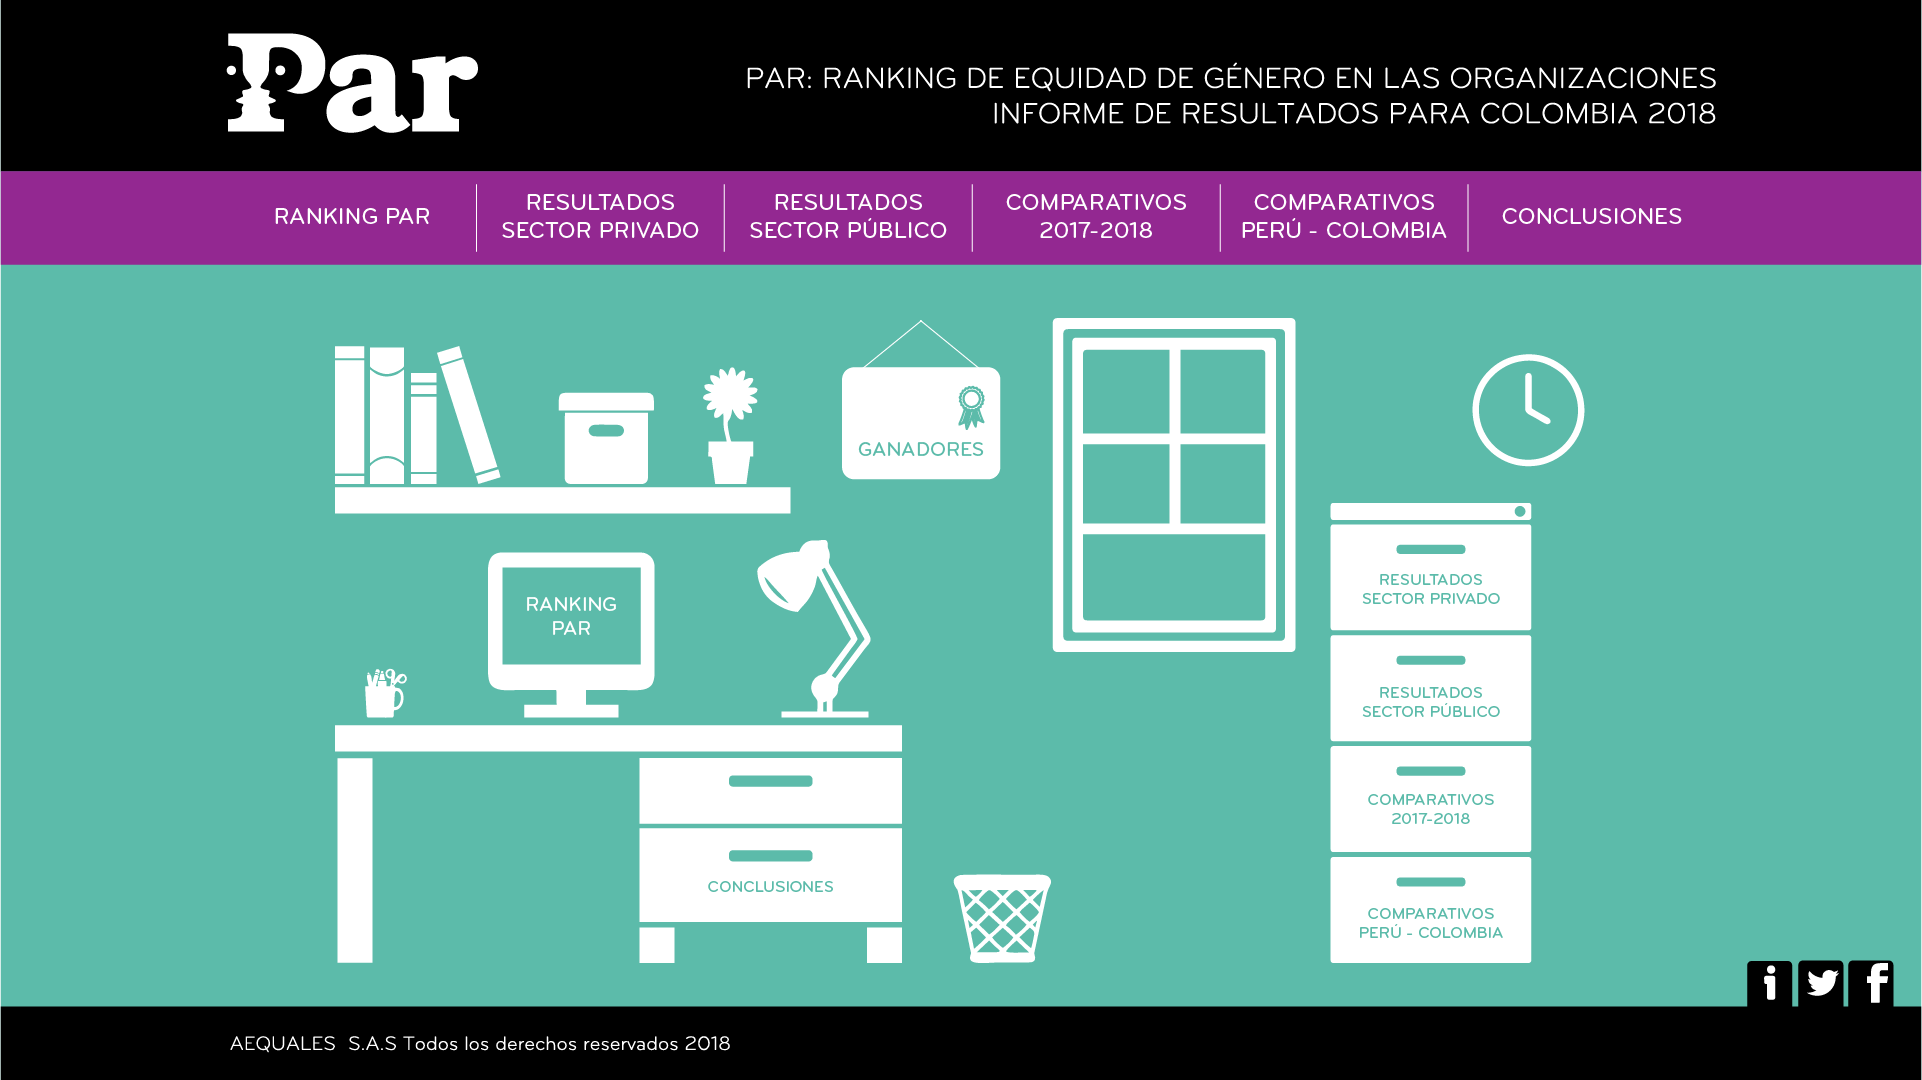 Par
PAR: RANKING DE EQUIDAD DE GÉNERO EN LAS ORGANIZACIONES
INFORME DE RESULTADOS PARA COLOMBIA 2018
RANKING PAR
RESULTADOS
SECTOR PRIVADO
RESULTADOS
SECTOR PÚBLICO
COMPARATIVOS
2017-2018
COMPARATIVOS
PERÚ - COLOMBIA
CONCLUSIONES
GANADORES
RANKING
PAR
RESULTADOS
SECTOR PRIVADO
RESULTADOS
SECTOR PÚBLICO
COMPARATIVOS
2017-2018
CONCLUSIONES
COMPARATIVOS
PERÚ - COLOMBIA
AEQUALES S.A.S Todos los derechos reservados 2018